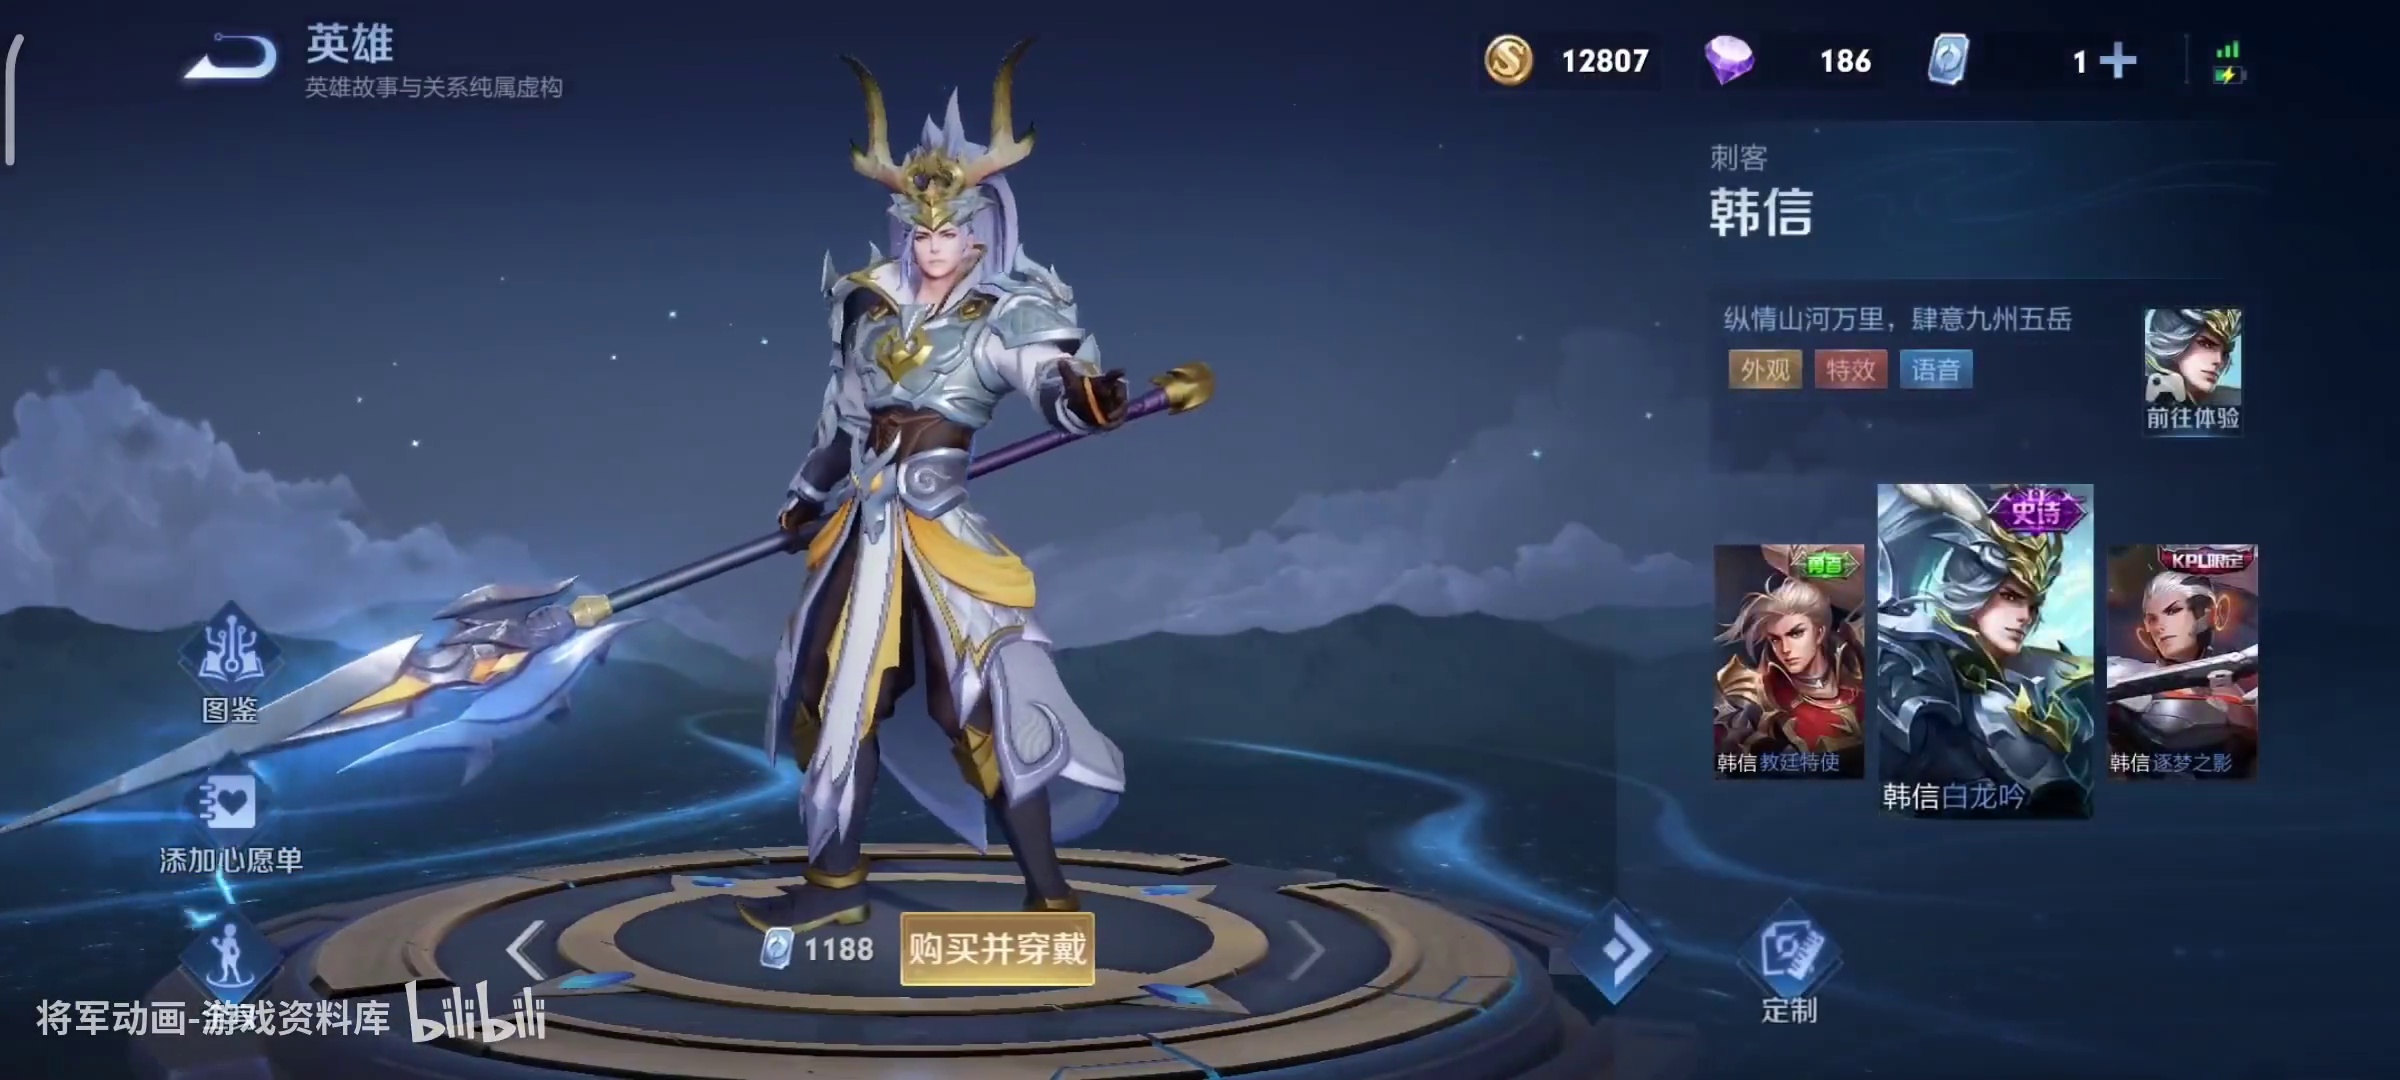 英雄
英雄故事与关系纯属虚构
12807
186
1
刺客
韩信
纵情山河万里，肆意九州五岳
外观
特效
语音
前往体验
勇者
史诗
KPL限定
韩信教廷特使
韩信白龙吟
韩信逐梦之影
图鉴
添加心愿单
1188
购买并穿戴
定制
将军动画-游戏资料库
bilibili